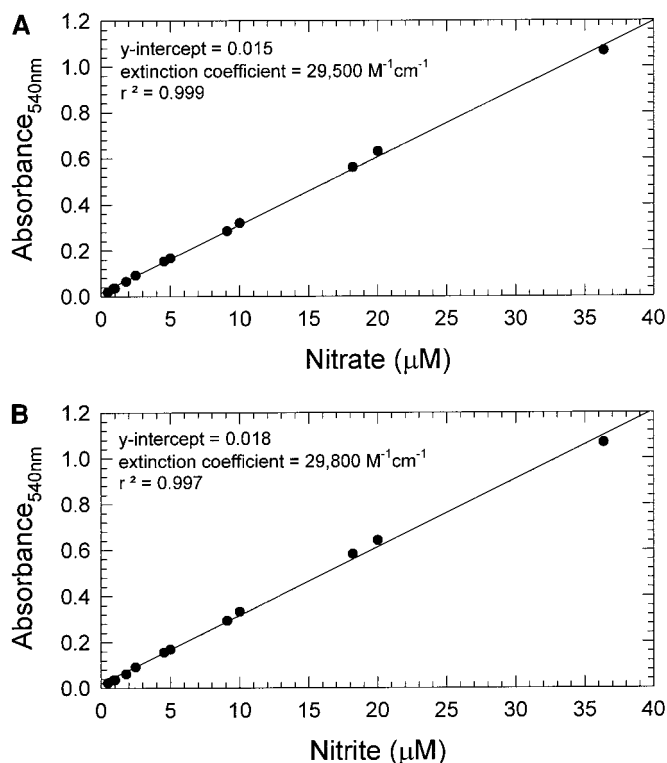 A
1.2
1.0
0.8
0.6
0.4
0.2
0.0
Absorbance540nm
y-intercept = 0.015
extinction coefficient = 29,500 M-1cm-1
r ² = 0.999
0 5 10 15 20 25 30 35 40
Nitrate (µM)
B
1.2
1.0
0.8
0.6
0.4
0.2
0.0
Absorbance540nm
y-intercept = 0.018
extinction coefficient = 29,800 M-1cm-1
r ² = 0.997
0 5 10 15 20 25 30 35 40
Nitrite (µM)